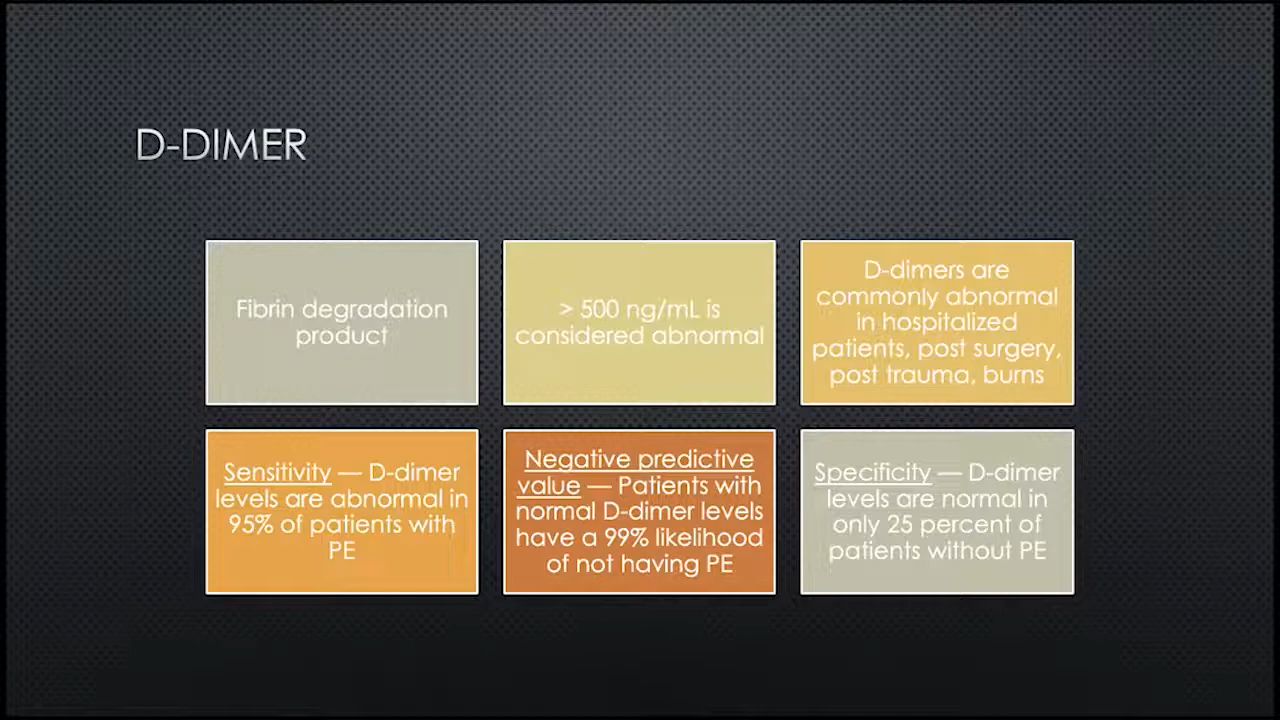 D-DIMER
Fibrin degradation
product
> 500 ng/mL is
considered abnormal
D-dimers are
commonly abnormal
in hospitalized
patients, post surgery,
post trauma, burns
Sensitivity — D-dimer
levels are abnormal in
95% of patients with
PE
Negative predictive
value — Patients with
normal D-dimer levels
have a 99% likelihood
of not having PE
Specificity — D-dimer
levels are normal in
only 25 percent of
patients without PE